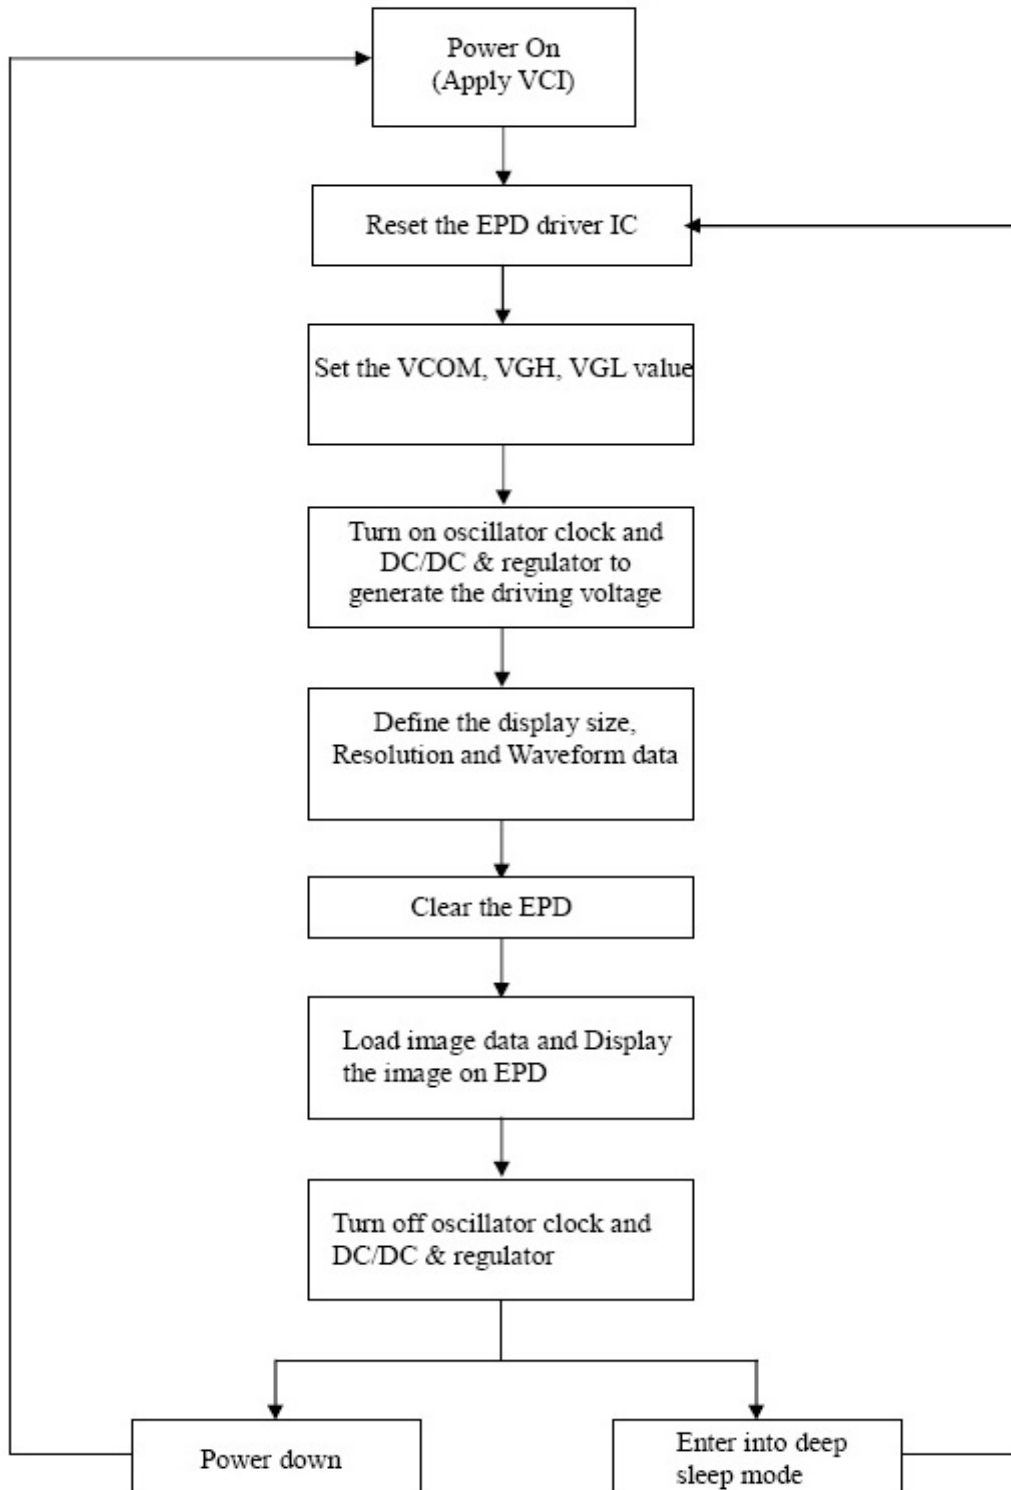 Power On
(Apply VCI)
Reset the EPD driver IC
Set the VCOM, VGH, VGL value
Turn on oscillator clock and
DC/DC & regulator to
generate the driving voltage
Define the display size,
Resolution and Waveform data
Clear the EPD
Load image data and Display
the image on EPD
Turn off oscillator clock and
DC/DC & regulator
Power down
Enter into deep
sleep mode